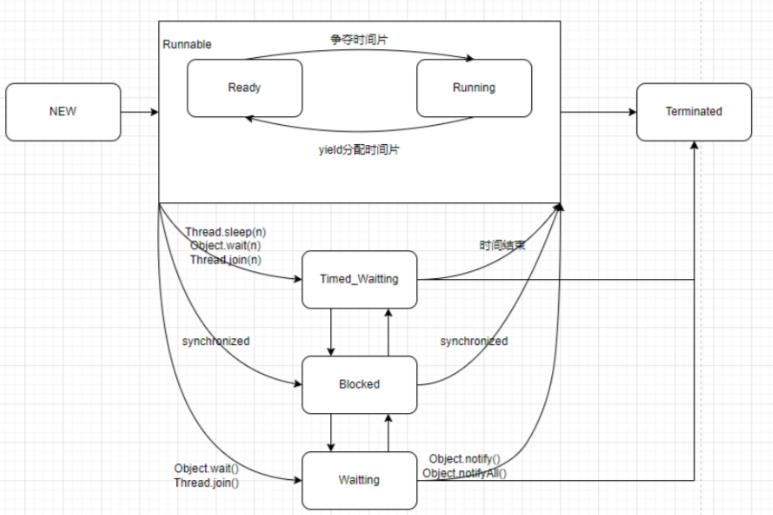 争夺时间片
Runnable
Ready
Running
NEW
Terminated
yield分配时间片
Thread.sleep(n)
Object.wait(n)
Thread.join(n)
时间结束
Timed_Waitting
synchronized
synchronized
Blocked
Object.wait()
Thread.join()
Waitting
Object.notify()
Object.notifyAll()